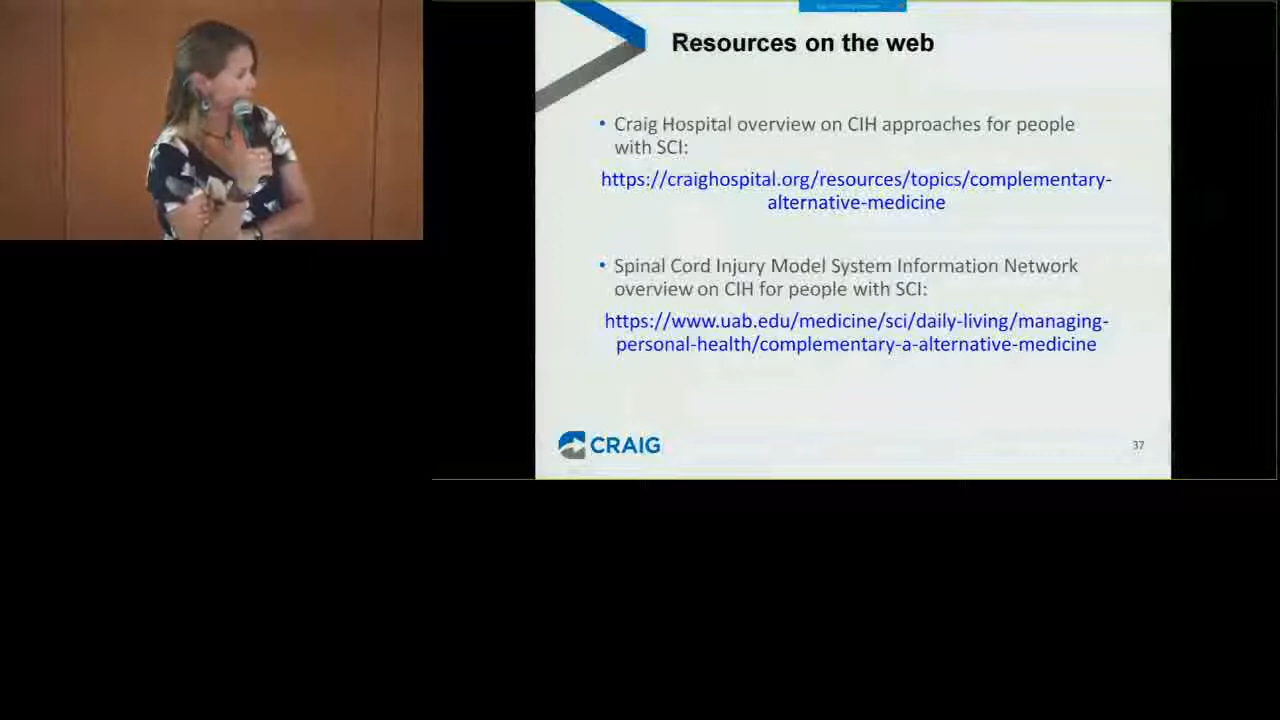 Resources on the web
• Craig Hospital overview on CIH approaches for people
with SCI:
https://craighospital.org/resources/topics/complementary-
alternative-medicine
• Spinal Cord Injury Model System Information Network
overview on CIH for people with SCI:
https://www.uab.edu/medicine/sci/daily-living/managing-
personal-health/complementary-a-alternative-medicine
CRAIG
37